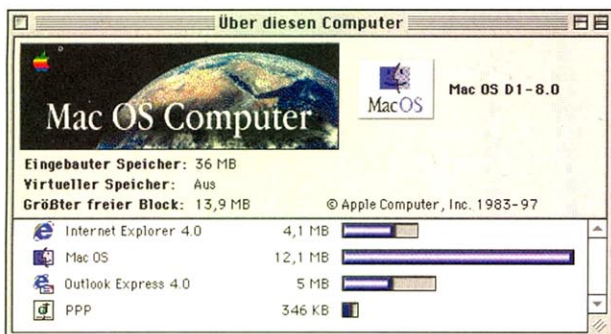 Über diesen Computer
Mac OS Computer
MacOS
Mac OS D1-8.0
Eingebauter Speicher: 36 MB
Virtueller Speicher: Aus
Größter freier Block: 13,9 MB
© Apple Computer, Inc. 1983-97
Internet Explorer 4.0 4,1 MB
Mac OS 12,1 MB
Outlook Express 4.0 5 MB
PPP 346 KB